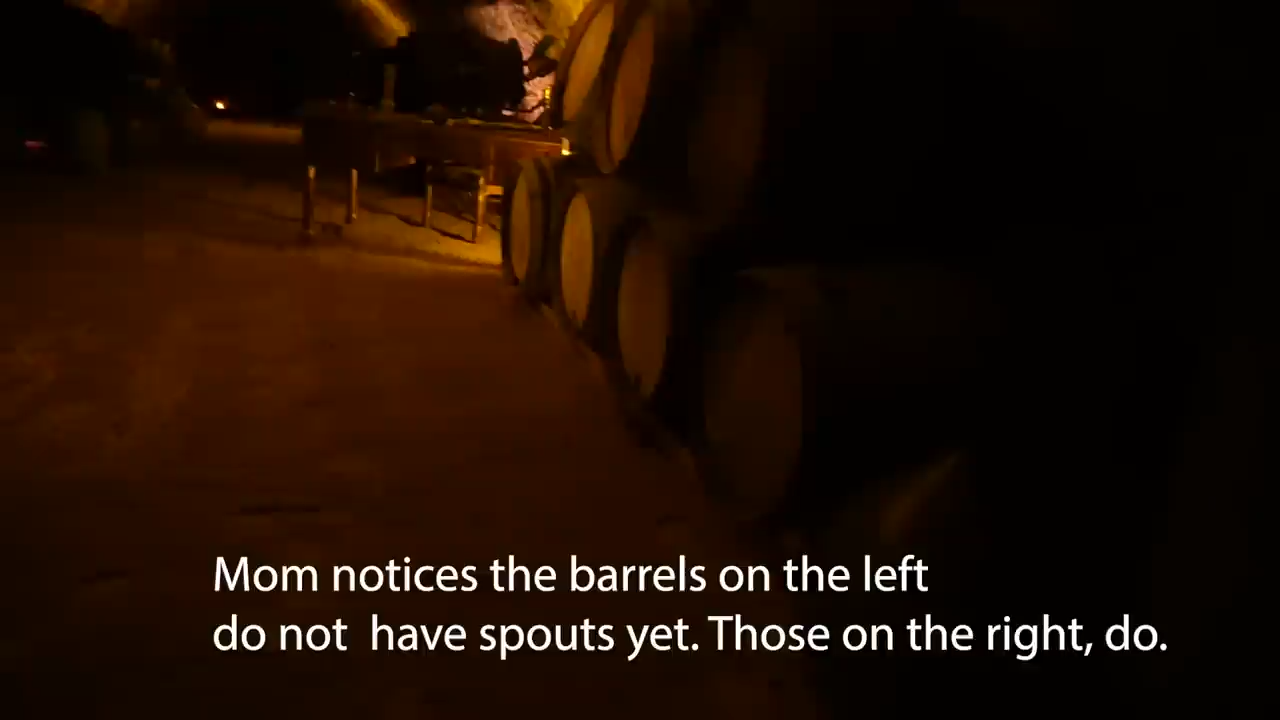 Mom notices the barrels on the left
do not  have spouts yet. Those on the right, do.